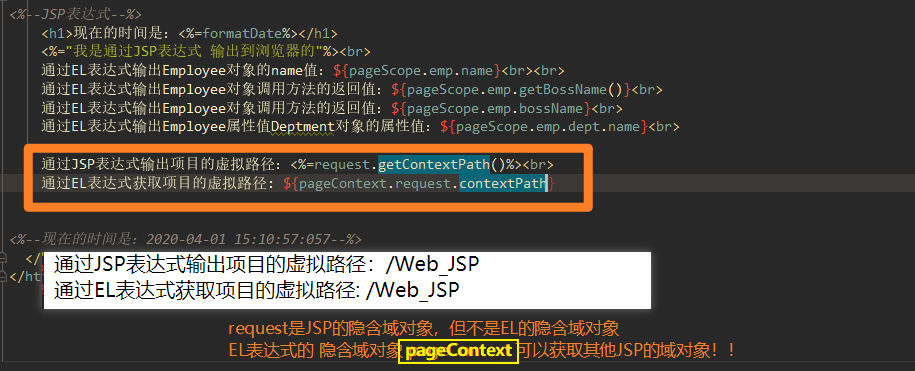 <%--JSP表达式--%>
<h1>现在的时间是：<%=formatDate%></h1>
<%="我是通过JSP表达式 输出到浏览器的"%><br>
通过EL表达式输出Employee对象的name值：${pageScope.emp.name}<br><br>
通过EL表达式输出Employee对象调用方法的返回值：${pageScope.emp.getBossName()}<br>
通过EL表达式输出Employee对象调用方法的返回值：${pageScope.emp.bossName}<br>
通过EL表达式输出Employee属性值Deptment对象的属性值：${pageScope.emp.dept.name}<br>
通过JSP表达式输出项目的虚拟路径：<%=request.getContextPath()%><br>
通过EL表达式获取项目的虚拟路径：${pageContext.request.contextPath}
<%--现在的时间是：2020-04-01 15:10:57:057--%>
</
</ht
通过JSP表达式输出项目的虚拟路径：/Web_JSP
通过EL表达式获取项目的虚拟路径: /Web_JSP
request是JSP的隐含域对象，但不是EL的隐含域对象
EL表达式的 隐含域对象 pageContext 可以获取其他JSP的域对象！！